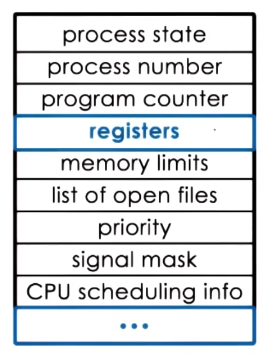 process state
process number
program counter
registers
memory limits
list of open files
priority
signal mask
CPU scheduling info
...